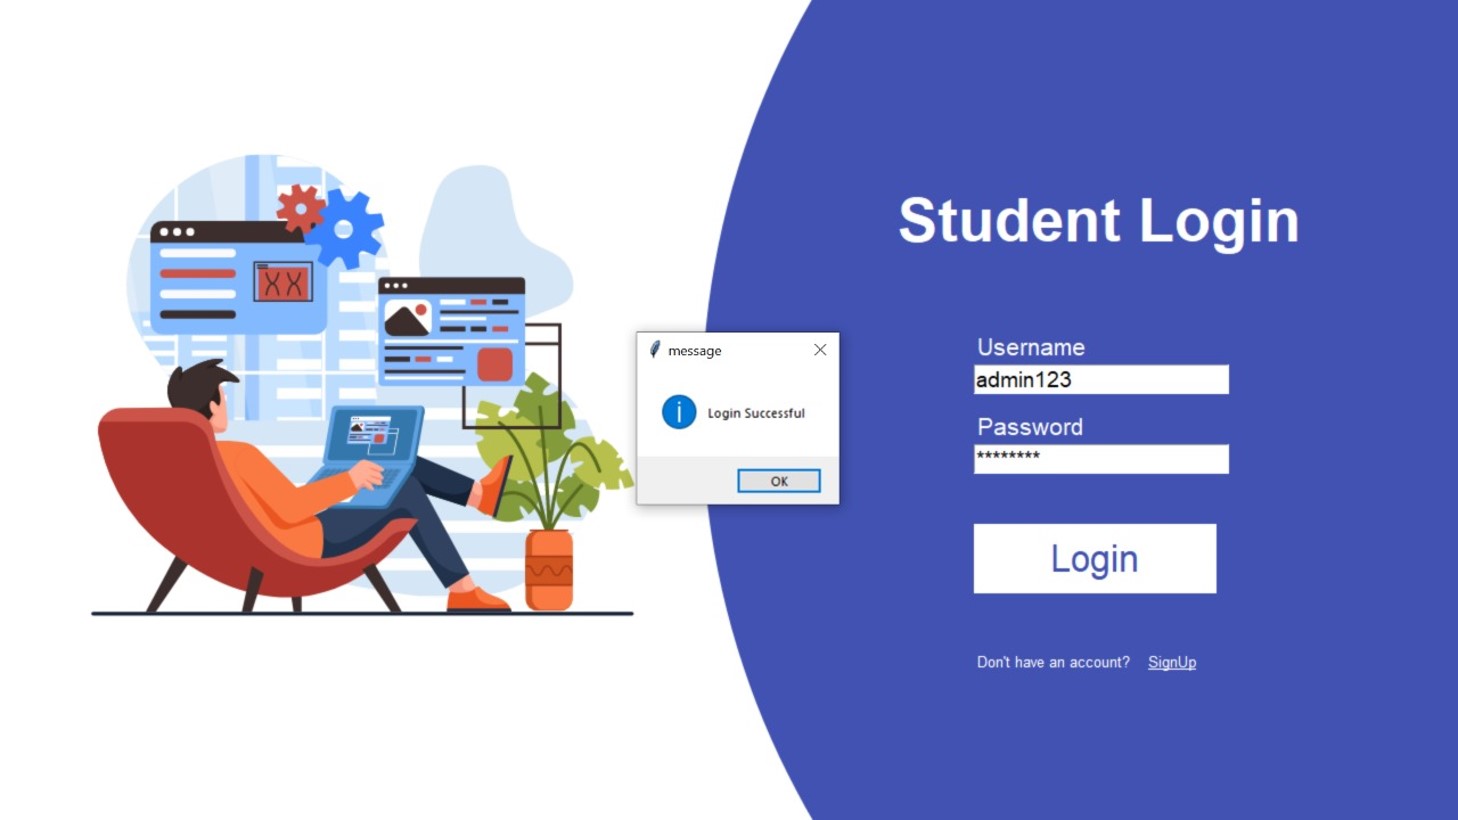 Student Login
message
Login Successful
OK
Username
admin123
Password
********
Login
Don't have an account? SignUp